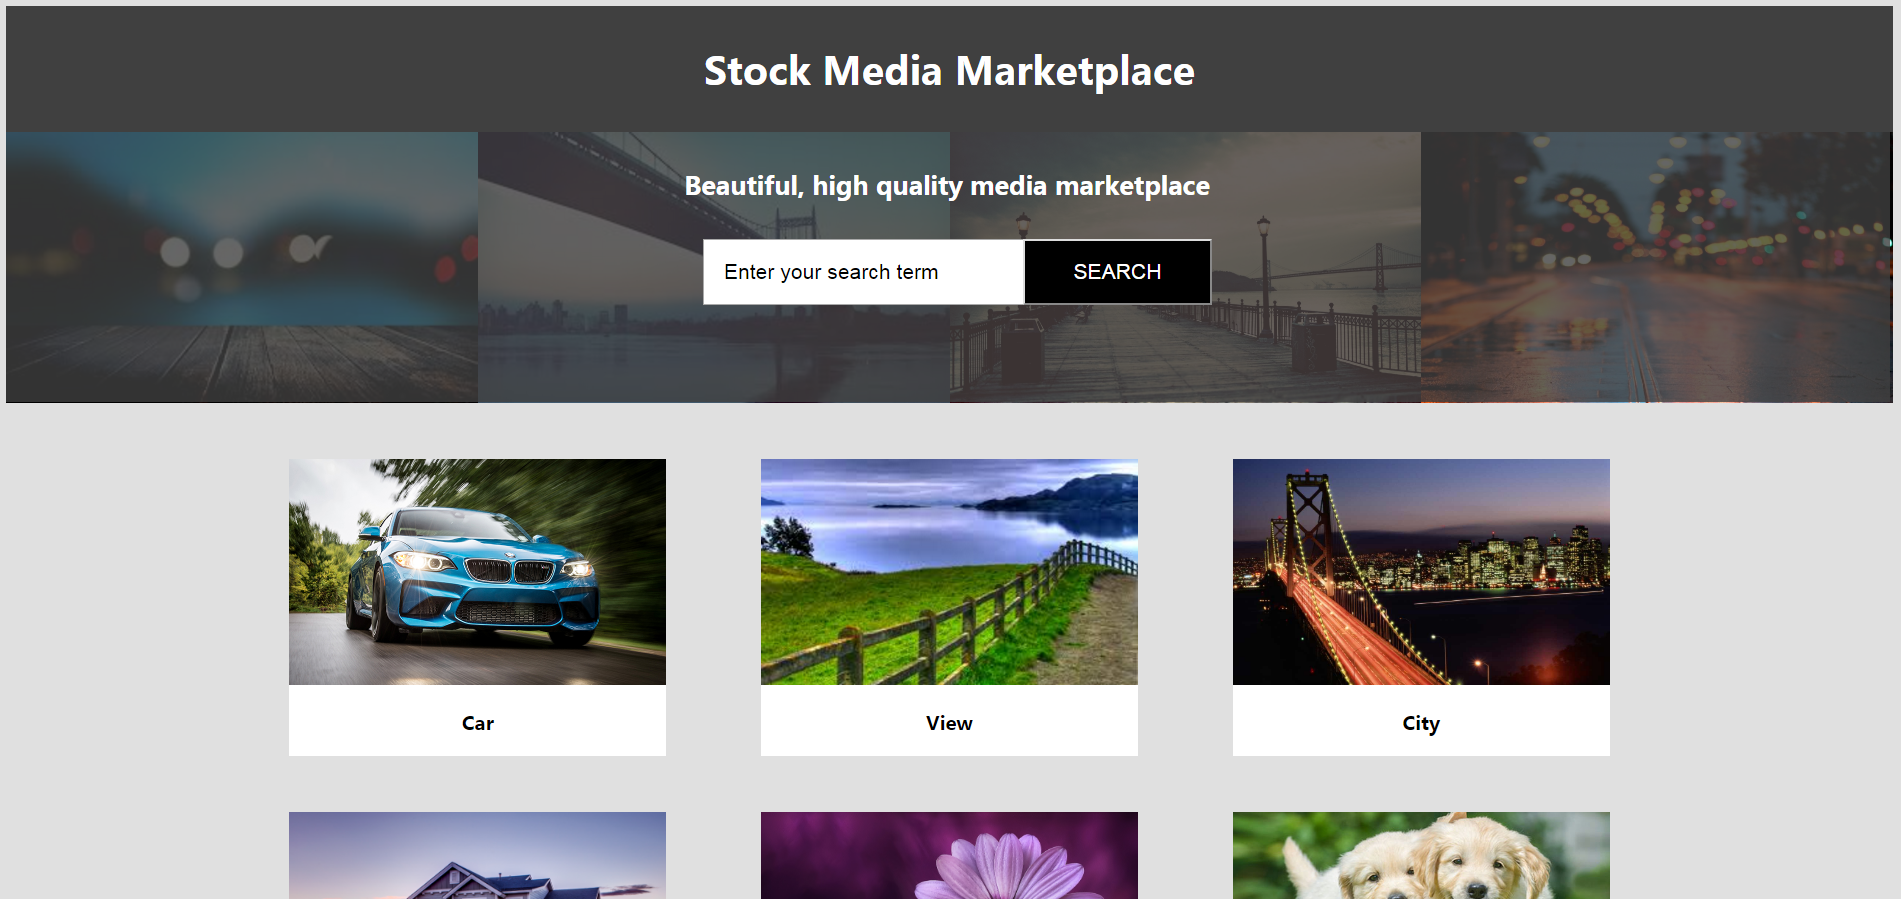 Stock Media Marketplace
Beautiful, high quality media marketplace
Enter your search term
SEARCH
Car
View
City